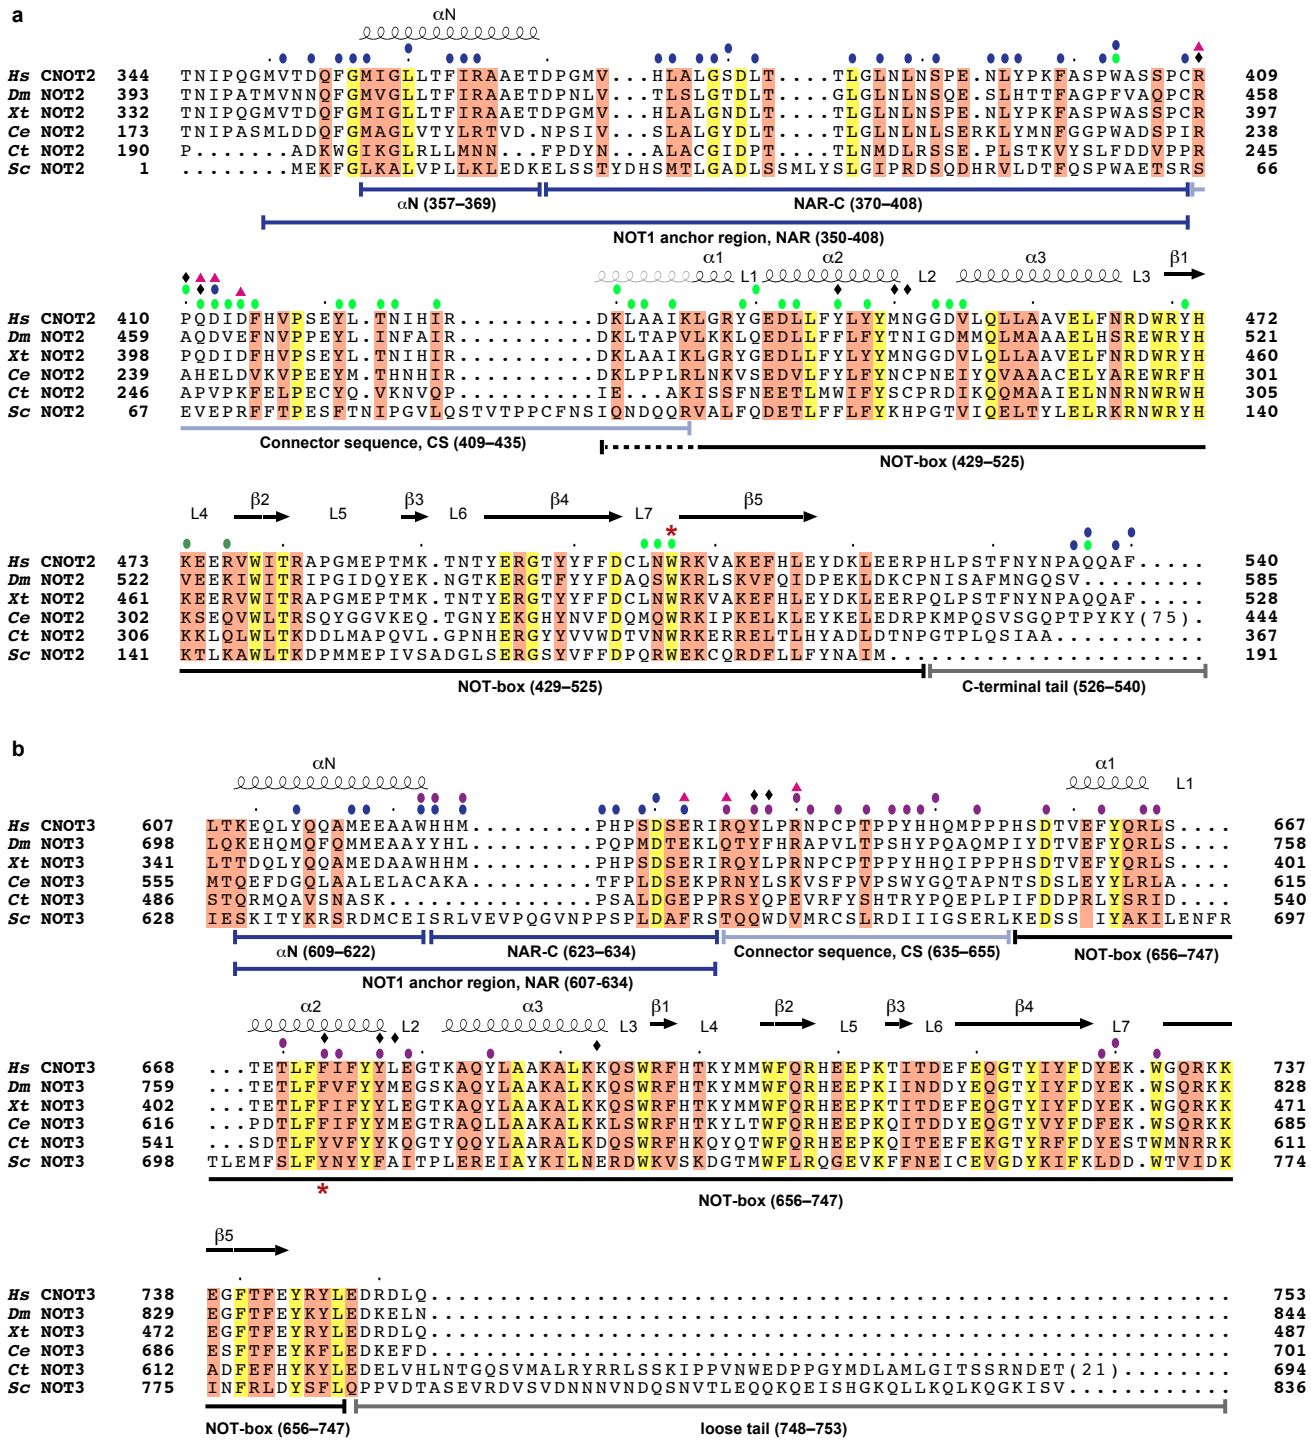 a
αN
Hs CNOT2 344 TNIPQGMVTDQFGMIGLLTFIRAAETDPGMV...HLALGSDLT....TLGLNLNSPE.NLYPKFASPWASSPCR 409
Dm NOT2 393 TNIPATMVNNQFGMVGLLTFIRAAETDPNLV...TLSLGTDLT....GLGLNLNSQE.SLHTTFAGPFVAQPCR 458
Xt NOT2 332 TNIPQGMVTDQFGMIGLLTFIRAAETDPGMV...HLALGSDLT....TLGLNLNSPE.NLYPKFASPWASSPCR 397
Ce NOT2 173 TNIPASMLDDQFGMAGLVTYLRTVD.NPSIV...SLALGYDLT....TLGLNLNLSERKLYMNFGGPWADSPIR 238
Ct NOT2 190 P.......ADKWGIKGLRLLMNN...FPDYN...ALACGIDPT....TLNMDLRSSE.PLSTKVYSLFDDVPPR 245
Sc NOT2 1 ........MEKFGLKALVPLLKLEDKELSSTYDHSMTLGADLSSMLYSLGIPRDSQDHRVLDTFQSPWAETSRS 66
αN (357–369)
NAR-C (370–408)
NOT1 anchor region, NAR (350-408)
α1 L1 α2 L2 α3 L3 β1
Hs CNOT2 410 PQDIDFHVPSEYL.TNIHIR..........DKLAAIKLGRYGEDLLFYLYYMNGGDVLQLLAAVELFNRDWRYH 472
Dm NOT2 459 AQDVEFNVPPEYL.INFAIR..........DKLTAPVLKKLQEDLLFFLFYTNIGDMMQLMAAAELHSREWRYH 521
Xt NOT2 398 PQDIDFHVPSEYL.TNIHIR..........DKLAAIKLGRYGEDLLFYLYYMNGGDVLQLLAAVELFNRDWRYH 460
Ce NOT2 239 AHELDVKVPEEYM.THNHIR..........DKLPPLRLNKVSEDVLFYLFYNCPNEIYQVAAACELYAREWRFH 301
Ct NOT2 246 APVPKFELPECYQ.VKNVQP..........IE..AKISSFNEETLMWIFYSCPRDIKQQMAAIELNARNWRWH 305
Sc NOT2 67 EVEPRFFTPESFTNIPGVLQSTVTPPCFNSIQNDQQRVALFQDETLFFLFYKHPGTVIQELTYLELRKRNWRYH 140
Connector sequence, CS (409–435)
NOT-box (429–525)
L4 β2 L5 β3 L6 β4 L7 β5
*
Hs CNOT2 473 KEERVWITRAPGMEPTMK.TNTYERGTYYFFDCLNWRKVAKEFHLEYDKLEERPHLPSTFNYNPAQQAF..... 540
Dm NOT2 522 VEEKIWITRIPGIDQYEK.NGTKERGTFYYFDAQSWKRLSKVFQIDPEKLDKCPNISAFMNGQSV......... 585
Xt NOT2 461 KEERVWITRAPGMEPTMK.TNTYERGTYYFFDCLNWRKVAKEFHLEYDKLEERPQLPSTFNYNPAQQAF..... 528
Ce NOT2 302 KSEQVWLTRSQYGGVKEQ.TGNYEKGHYNVFDQMQWRKIPKELKLEYKELEDRPKMPQSVSGQPTPYKY(75). 444
Ct NOT2 306 KKLQLWLTKDDLMAPQVL.GPNHERGYYVVWDTVNWRKERRELTLHYADLDTNPGTPLQSIAA........... 367
Sc NOT2 141 KTLKAWLTKDPMMEPIVSADGLSERGSYVFFDPQRWEKCQRDFLLFYNAIM....................... 191
NOT-box (429–525)
C-terminal tail (526–540)
b
αN α1 L1
Hs CNOT3 607 LTKEQLYQQAMEEAAWHHM.........PHPSDSERIRQYLPRNPCPTPPYHHQMPPPHSDTVEFYQRLS.... 667
Dm NOT3 698 LQKEHQMQFQMMEDAAYYHM.........PQPMDTEKLQTYFHRAPVLTPSHYPQAQMPIYDTVEFYQRLS.... 758
Xt NOT3 341 LTTDQLYQQAMEDAAWHHL.........PHPSDSERIRQYLPRNPCPTPPYHHQIPPPHSDTVEFYQRLS.... 401
Ce NOT3 555 MTQEFDGQLAALELACAKA.........TFPLDSEKPRNYLSKVSFPVPSWYGQTAPNTSDSLEYYLRLA.... 615
Ct NOT3 486 STQRMQAVSNASK...............PSALDGEPPRSYQPEVRFYSHTRYPQEPLPIFDDPRLYSRID.... 540
Sc NOT3 628 IESKITYKRSRDMCEISRLVEVPQGVNPPSPLDAFRSTQQWDVMRCSLRDIIIGSERLKEDSS.IYAKILENFR 697
αN (609–622)
NAR-C (623–634)
Connector sequence, CS (635–655)
NOT-box (656–747)
NOT1 anchor region, NAR (607-634)
α2 L2 α3 L3 β1 L4 β2 L5 β3 L6 β4 L7
Hs CNOT3 668 ...TETLFFIFYYLEGTKAQYLAAKALKKQSWRFHTKYMMWFQRHEEPKTITDEFEQGTYIYFDYEK.WGQRKK 737
Dm NOT3 759 ...TETLFFVFYYMEGTKAQYLAAKALKKQSWRFHTKYMMWFQRHEEPKIINDDYEQGTYIYFDYEK.WGQRKK 828
Xt NOT3 402 ...TETLFFIFYYLEGTKAQYLAAKALKKQSWRFHTKYMMWFQRHEEPKTITDEFEQGTYIYFDYEK.WGQRKK 471
Ce NOT3 616 ...PDTLFFIFYYMEGTRAQLLAAKALKKLSWRFHTKYLTWFQRHEEPKQITDDYEQGTYVYFDFEK.WSQRKK 685
Ct NOT3 541 ...SDTLFYVFYYKQGTYQQYLAARALKDQSWRFHKQYQTWFQRHEEPKQITEEFEKGTYRFFDYESTWMNRRK 611
Sc NOT3 698 TLEMFSLFYNYYFAITPLEREIAYKILNERDWKVSKDGTMWFLRQGEVKFFNEICEVGDYKIFKLDD.WTVIDK 774
*
NOT-box (656–747)
β5
Hs CNOT3 738 EGFTFEYRYLEDRDLQ.......................................................... 753
Dm NOT3 829 EGFTFEYKYLEDKELN.......................................................... 844
Xt NOT3 472 EGFTFEYRYLEDRDLQ.......................................................... 487
Ce NOT3 686 ESFTFEYKYLEDKEFD.......................................................... 701
Ct NOT3 612 ADFEFHYKYLEDELVHLNTGQSVMALRYRRLSSKIPPVNWEDPPGYMDLAMLGITSSRNDET(21)........ 694
Sc NOT3 775 INFRLDYSFLQPPVDTASEVRDVSVDNNNVNDNQSNVTLEQQKQEISHGKQLLKQLKQGKISV........... 836
NOT-box (656–747)
loose tail (748–753)